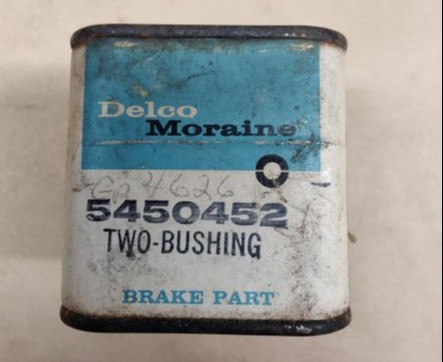 Delco
Moraine
5450452
TWO-BUSHING
BRAKE PART